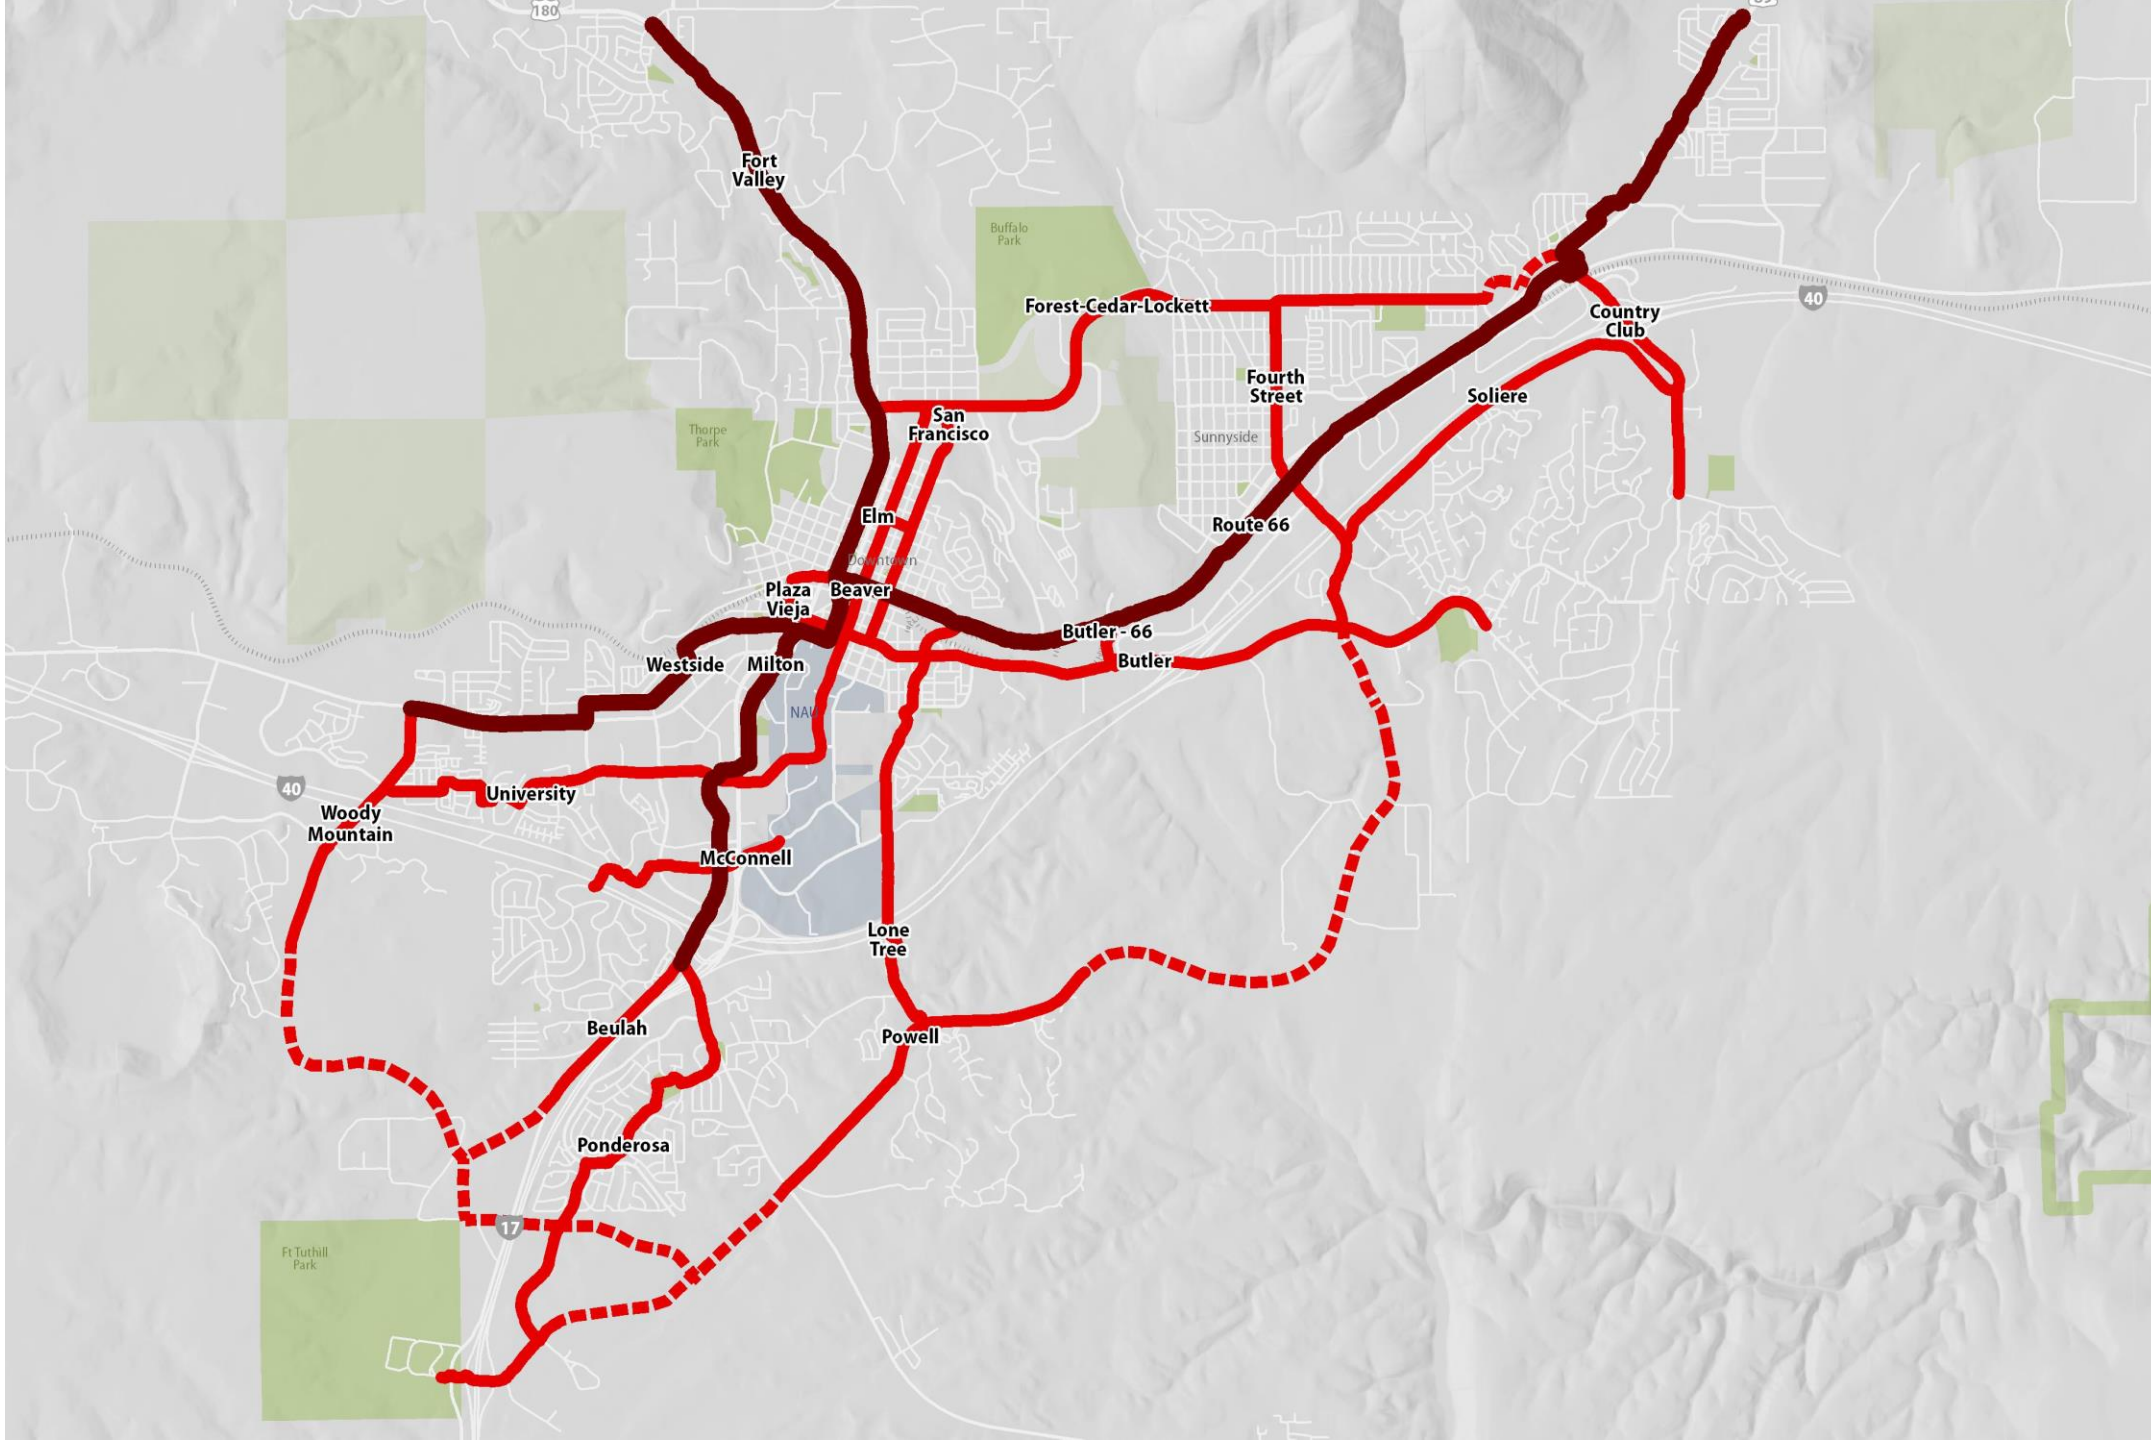 180
Fort
Valley
Buffalo
Park
Forest-Cedar-Lockett
40
Country
Club
Fourth
Street
Soliere
San
Francisco
Thorpe
Park
Sunnyside
Elm
Route 66
Downtown
Plaza
Vieja
Beaver
Butler - 66
Westside
Milton
Butler
NAU
40
University
Woody
Mountain
McConnell
Lone
Tree
Beulah
Powell
Ponderosa
17
Ft Tuthill
Park